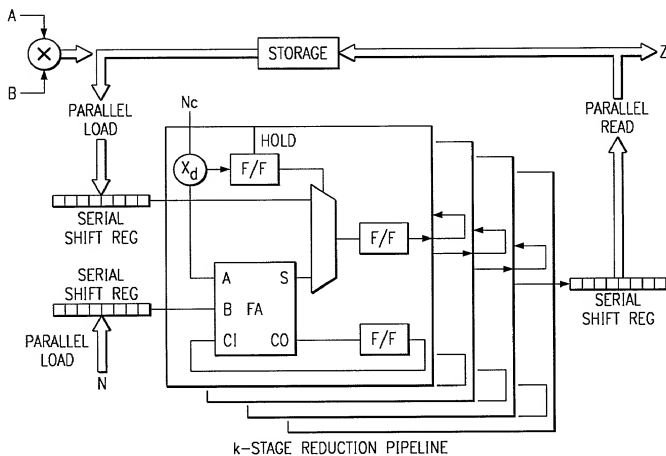 A
B
X
STORAGE
Z
PARALLEL
LOAD
PARALLEL
READ
Nc
HOLD
Xd
F/F
SERIAL
SHIFT REG
F/F
SERIAL
SHIFT REG
A S
B FA
CI CO
F/F
SERIAL
SHIFT REG
PARALLEL
LOAD
N
k-STAGE REDUCTION PIPELINE